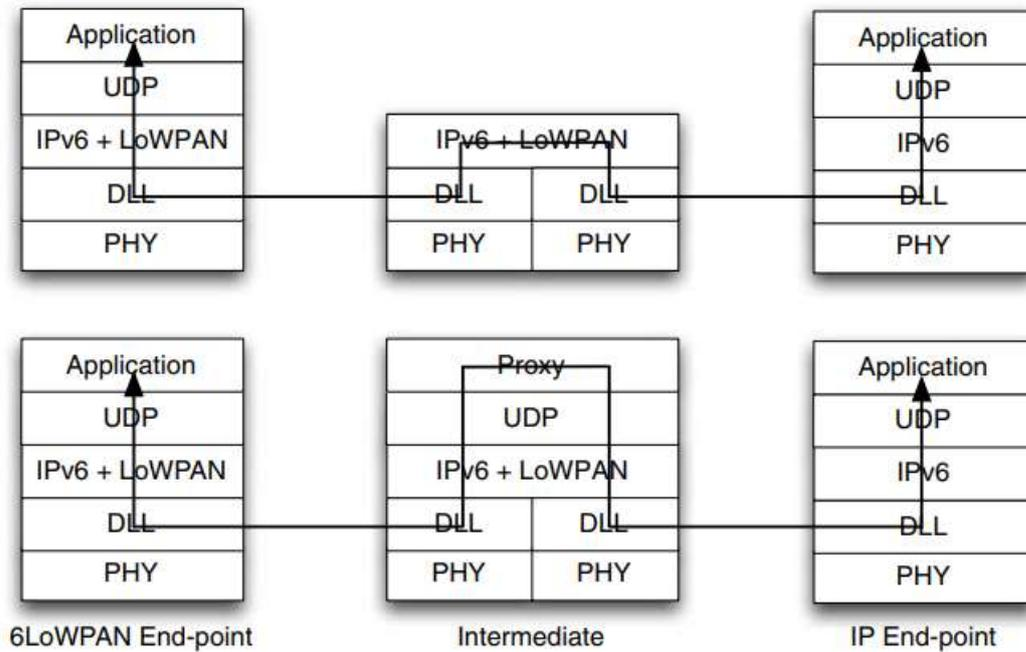 Application
UDP
IPv6 + LoWPAN
DLL
PHY
IPv6 + LoWPAN
DLL DLL
PHY PHY
Application
UDP
IPv6
DLL
PHY
Application
UDP
IPv6 + LoWPAN
DLL
PHY
Proxy
UDP
IPv6 + LoWPAN
DLL DLL
PHY PHY
Application
UDP
IPv6
DLL
PHY
6LoWPAN End-point
Intermediate
IP End-point